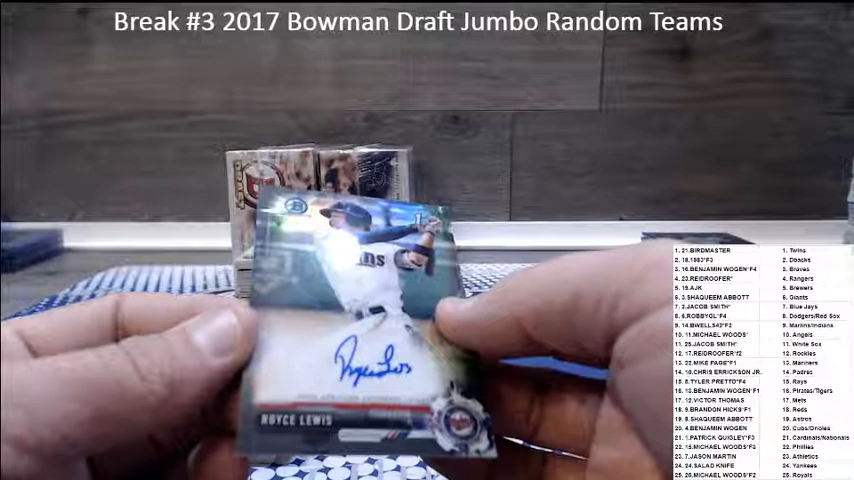 Break #3 2017 Bowman Draft Jumbo Random Teams
ROYCE LEWIS
1. 21.BIRDMASTER 1. Twins
2. 18.1983*F3 2. Dbacks
3. 16.BENJAMIN WOGEN*F4 3. Braves
4. 23.REIDROOFER* 4. Rangers
5. 19.AJK 5. Brewers
6. 3.SHAQUEEM ABBOTT 6. Giants
7. 2.JACOB SMITH* 7. Blue Jays
8. 6.ROBBYOL*F4 8. Dodgers/Red Sox
9. 14.BWELLS43*F2 9. Marlins/Indians
10. 11.MICHAEL WOODS* 10. Angels
11. 25.JACOB SMITH* 11. White Sox
12. 17.REIDROOFER*f2 12. Rockies
13. 22.MIKE PAGE*F1 13. Mariners
14. 10.CHRIS ERRICKSON JR. 14. Padres
15. 5.TYLER PRETTO*F4 15. Rays
16. 13.BENJAMIN WOGEN*F1 16. Pirates/Tigers
17. 12.VICTOR THOMAS 17. Mets
18. 9.BRANDON HICKS*F1 18. Reds
19. 8.SHAQUEEM ABBOTT 19. Astros
20. 4.BENJAMIN WOGEN 20. Cubs/Orioles
21. 1.PATRICK QUIGLEY*F3 21. Cardinals/Nationals
22. 15.MICHAEL WOODS*F2 22. Phillies
23. 7.JASON MARTIN 23. Athletics
24. 24.SALAD KNIFE 24. Yankees
25. 20.MICHAEL WOODS*F2 25. Royals